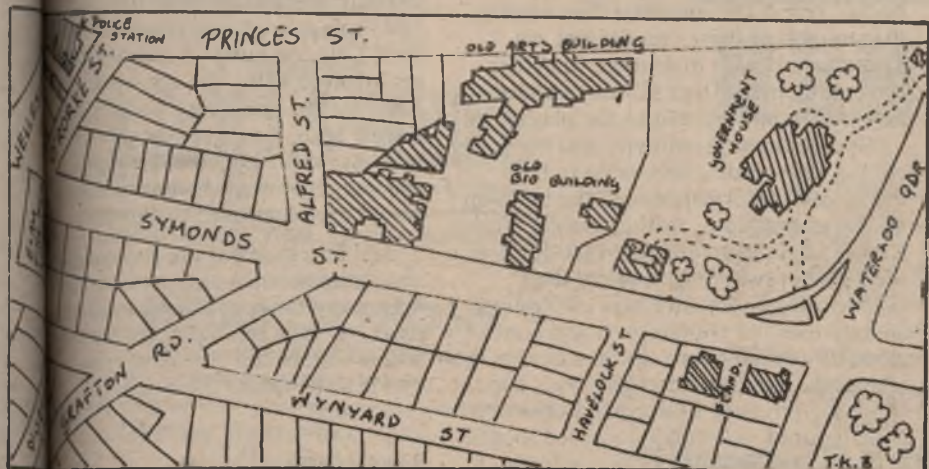 POLICE
STATION
PRINCES ST.
OLD ARTS BUILDING
ALFRED ST.
GOVERNMENT
HOUSE
OLD
BIO BUILDING
SYMONDS
ST.
WATERLOO QDR
GRAFTON RD.
WYNYARD
ST
HAVELOCK ST
T.K.B